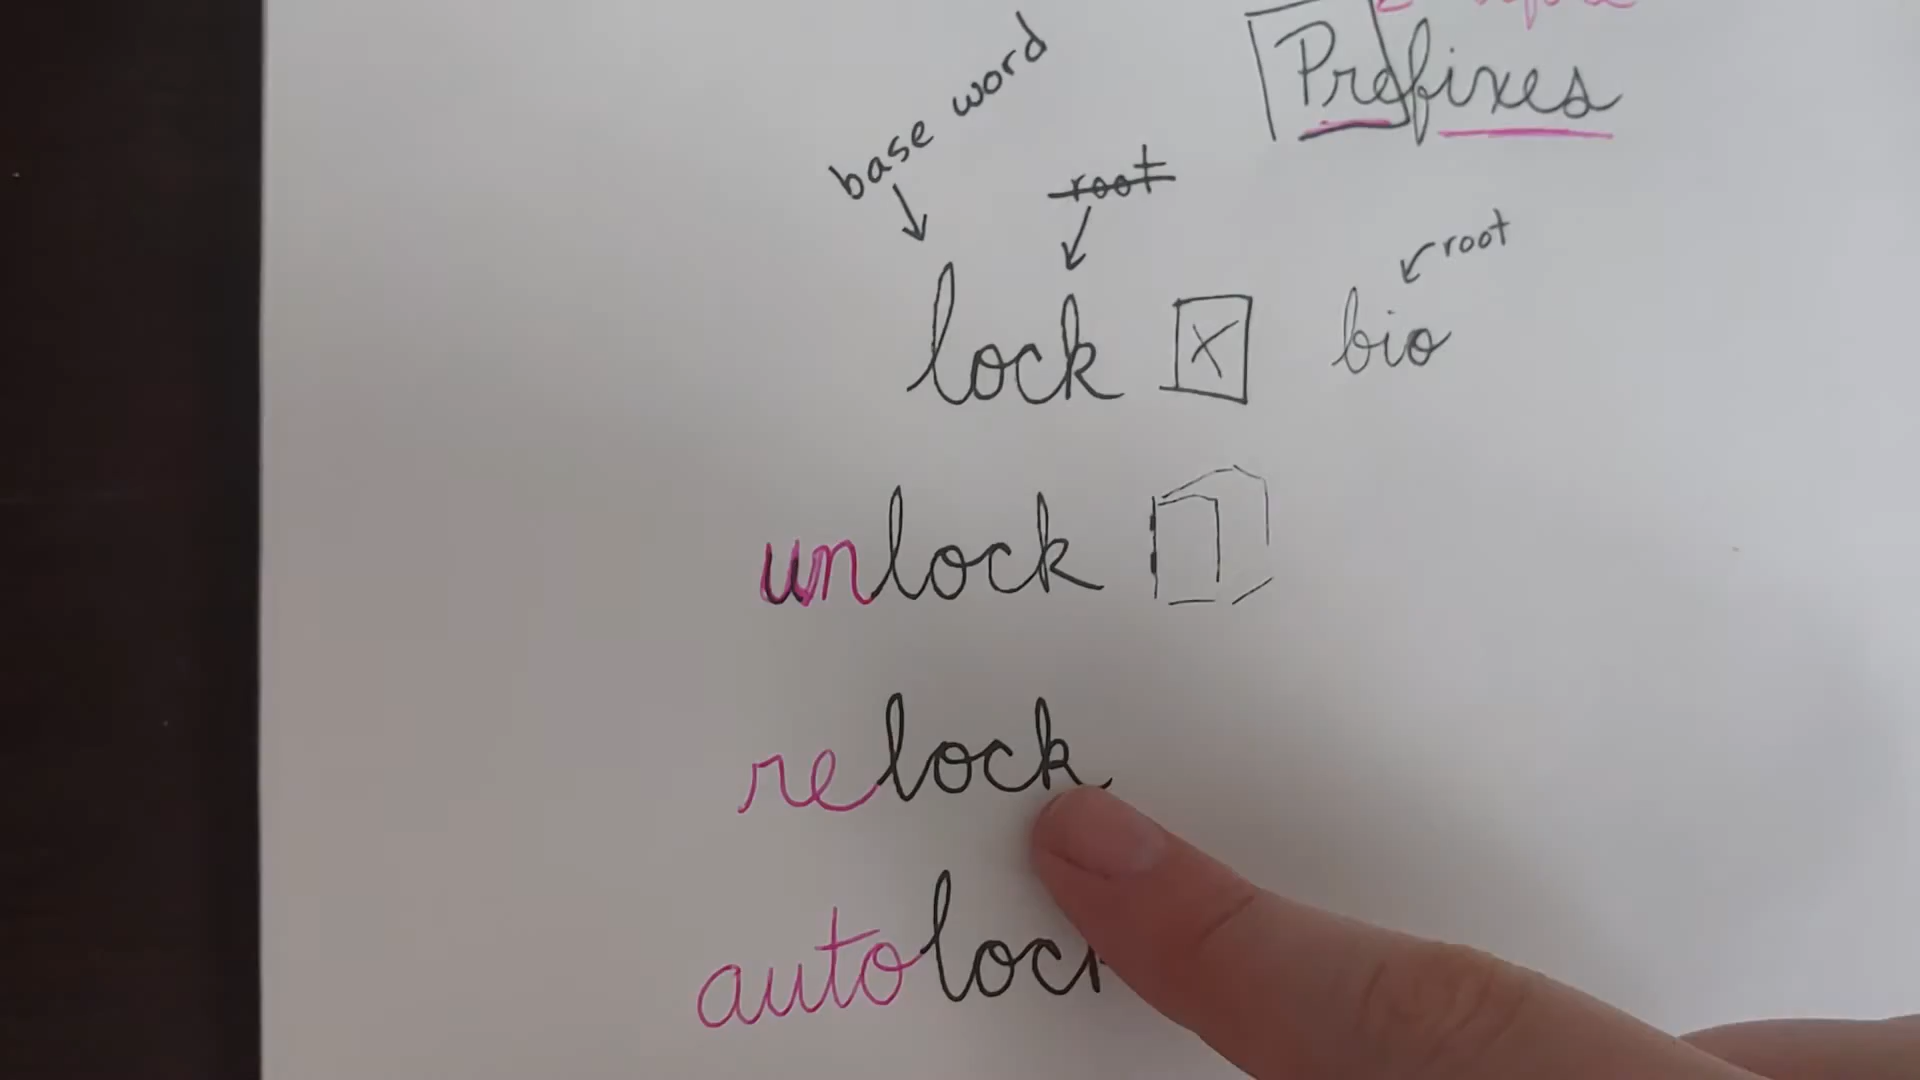 Prefixes
base word
root
root
lock X bio
unlock
relock
autolock